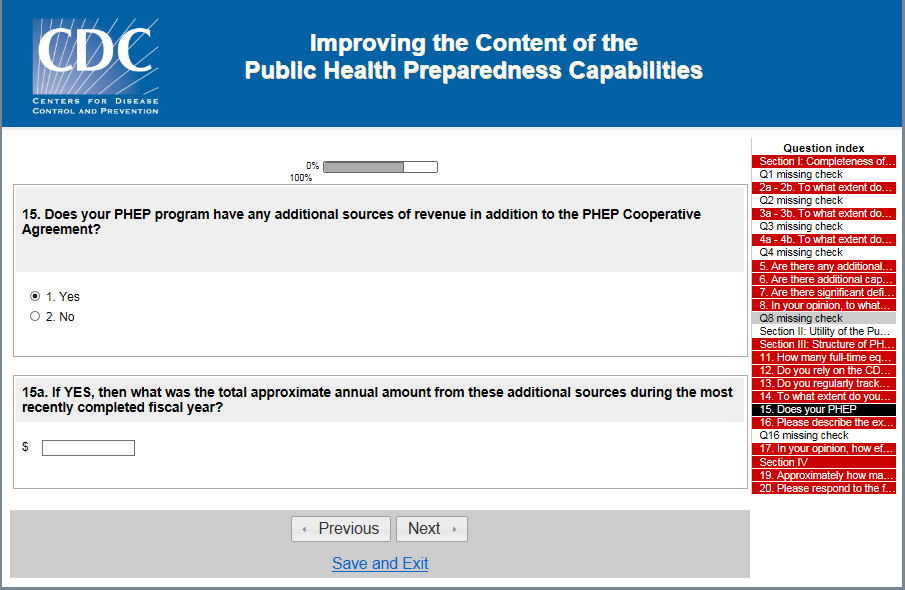 CDC
CENTERS FOR DISEASE
CONTROL AND PREVENTION
Improving the Content of the
Public Health Preparedness Capabilities
0%
100%
15. Does your PHEP program have any additional sources of revenue in addition to the PHEP Cooperative
Agreement?
1. Yes
2. No
15a. If YES, then what was the total approximate annual amount from these additional sources during the most
recently completed fiscal year?
$
Previous
Next
Save and Exit
Question index
Section I: Completeness of...
Q1 missing check
2a - 2b. To what extent do...
Q2 missing check
3a - 3b. To what extent do...
Q3 missing check
4a - 4b. To what extent do...
Q4 missing check
5. Are there any additional...
6. Are there additional cap...
7. Are there significant defi...
8. In your opinion, to what...
Q8 missing check
Section II: Utility of the Pu...
Section III: Structure of PH...
11. How many full-time eq...
12. Do you rely on the CD...
13. Do you regularly track...
14. To what extent do you...
15. Does your PHEP
16. Please describe the ex...
Q16 missing check
17. In your opinion, how ef...
Section IV
19. Approximately how ma...
20. Please respond to the f...